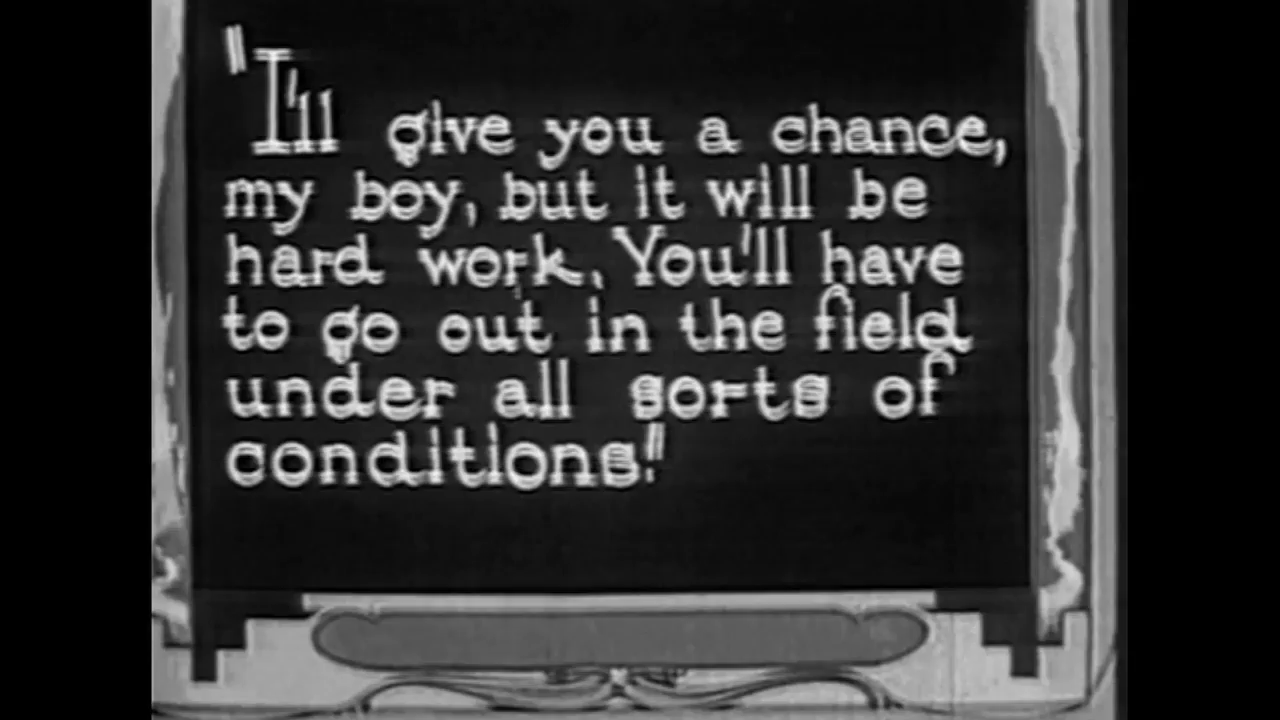 "I'll give you a chance,
my boy, but it will be
hard work. You'll have
to go out in the field
under all sorts of
conditions."